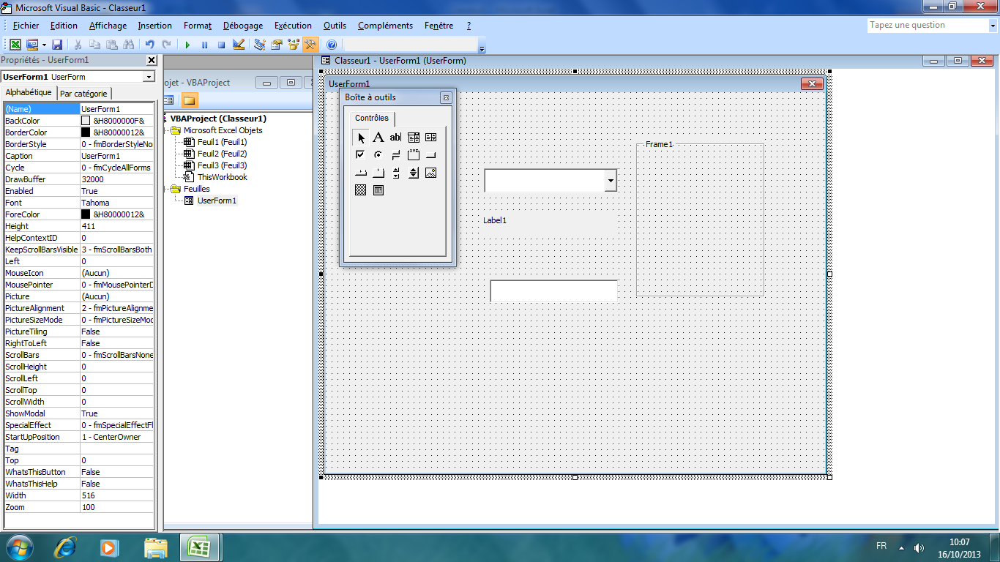 Microsoft Visual Basic - Classeur1
Fichier Edition Affichage Insertion Format Débogage Exécution Outils Compléments Fenêtre ?
Tapez une question
Propriétés - UserForm1
UserForm1 UserForm
Alphabétique Par catégorie
(Name) UserForm1
BackColor &H8000000F&
BorderColor &H80000012&
BorderStyle 0 - fmBorderStyleNo
Caption UserForm1
Cycle 0 - fmCycleAllForms
DrawBuffer 32000
Enabled True
Font Tahoma
ForeColor &H80000012&
Height 411
HelpContextID 0
KeepScrollBarsVisible 3 - fmScrollBarsBoth
Left 0
MouseIcon (Aucun)
MousePointer 0 - fmMousePointerD
Picture (Aucun)
PictureAlignment 2 - fmPictureAlignme
PictureSizeMode 0 - fmPictureSizeMod
PictureTiling False
RightToLeft False
ScrollBars 0 - fmScrollBarsNone
ScrollHeight 0
ScrollLeft 0
ScrollTop 0
ScrollWidth 0
ShowModal True
SpecialEffect 0 - fmSpecialEffectFl
StartUpPosition 1 - CenterOwner
Tag
Top 0
WhatsThisButton False
WhatsThisHelp False
Width 516
Zoom 100
ojet - VBAProject
VBAProject (Classeur1)
Microsoft Excel Objets
Feuil1 (Feuil1)
Feuil2 (Feuil2)
Feuil3 (Feuil3)
ThisWorkbook
Feuilles
UserForm1
Classeur1 - UserForm1 (UserForm)
UserForm1
Boîte à outils
Contrôles
A ab|
XYZ
Frame1
Label1
FR
10:07
16/10/2013